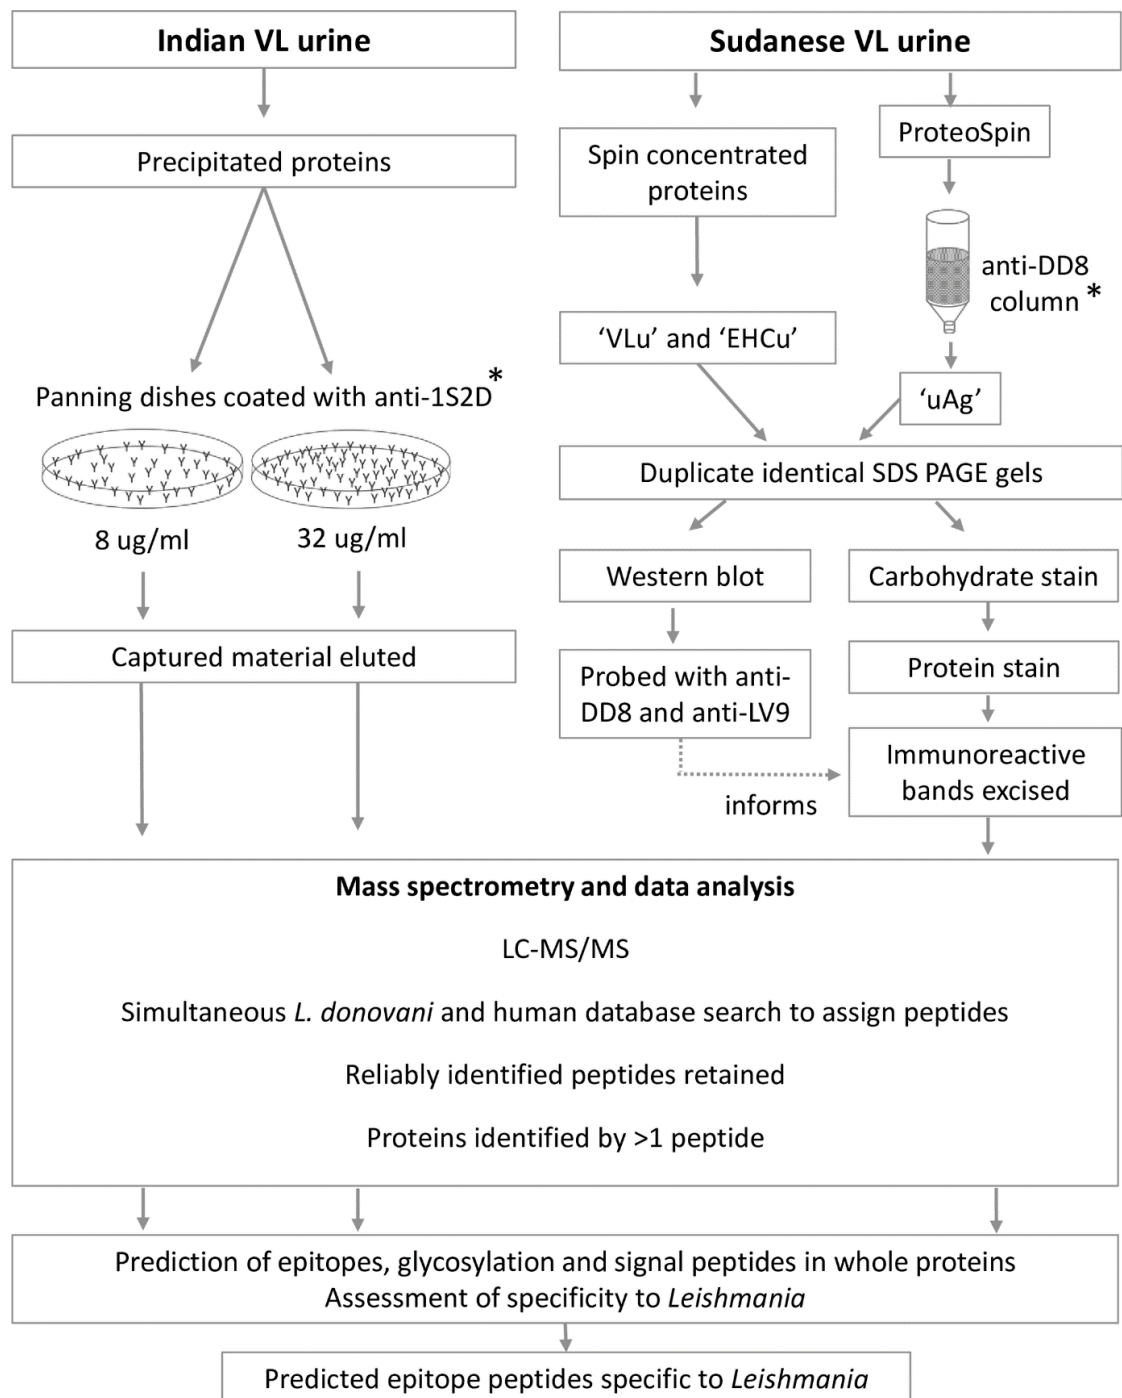 Indian VL urine
Precipitated proteins
Panning dishes coated with anti-1S2D*
8 ug/ml
32 ug/ml
Captured material eluted
Sudanese VL urine
Spin concentrated
proteins
'VLu' and 'EHCu'
ProteoSpin
anti-DD8
column *
'uAg'
Duplicate identical SDS PAGE gels
Western blot
Probed with anti-
DD8 and anti-LV9
informs
Carbohydrate stain
Protein stain
Immunoreactive
bands excised
Mass spectrometry and data analysis
LC-MS/MS
Simultaneous L. donovani and human database search to assign peptides
Reliably identified peptides retained
Proteins identified by >1 peptide
Prediction of epitopes, glycosylation and signal peptides in whole proteins
Assessment of specificity to Leishmania
Predicted epitope peptides specific to Leishmania